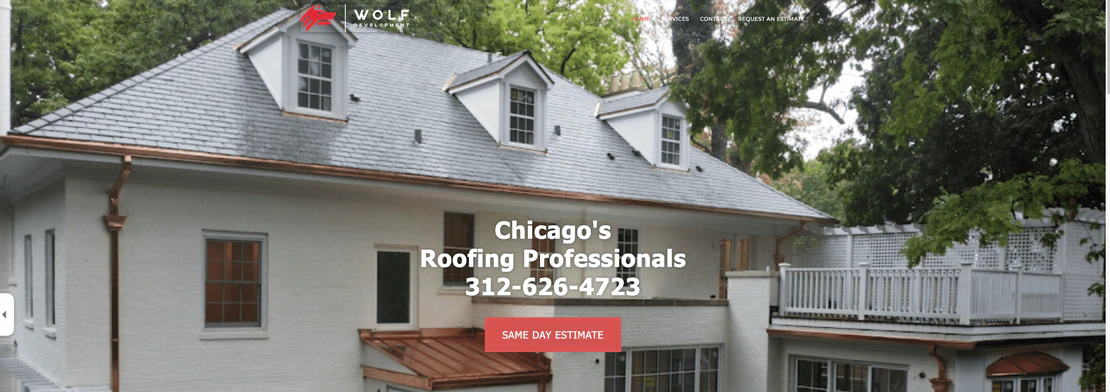 WOLF
DEVELOPMENT
HOME SERVICES CONTACT REQUEST AN ESTIMATE
Chicago's
Roofing Professionals
312-626-4723
SAME DAY ESTIMATE